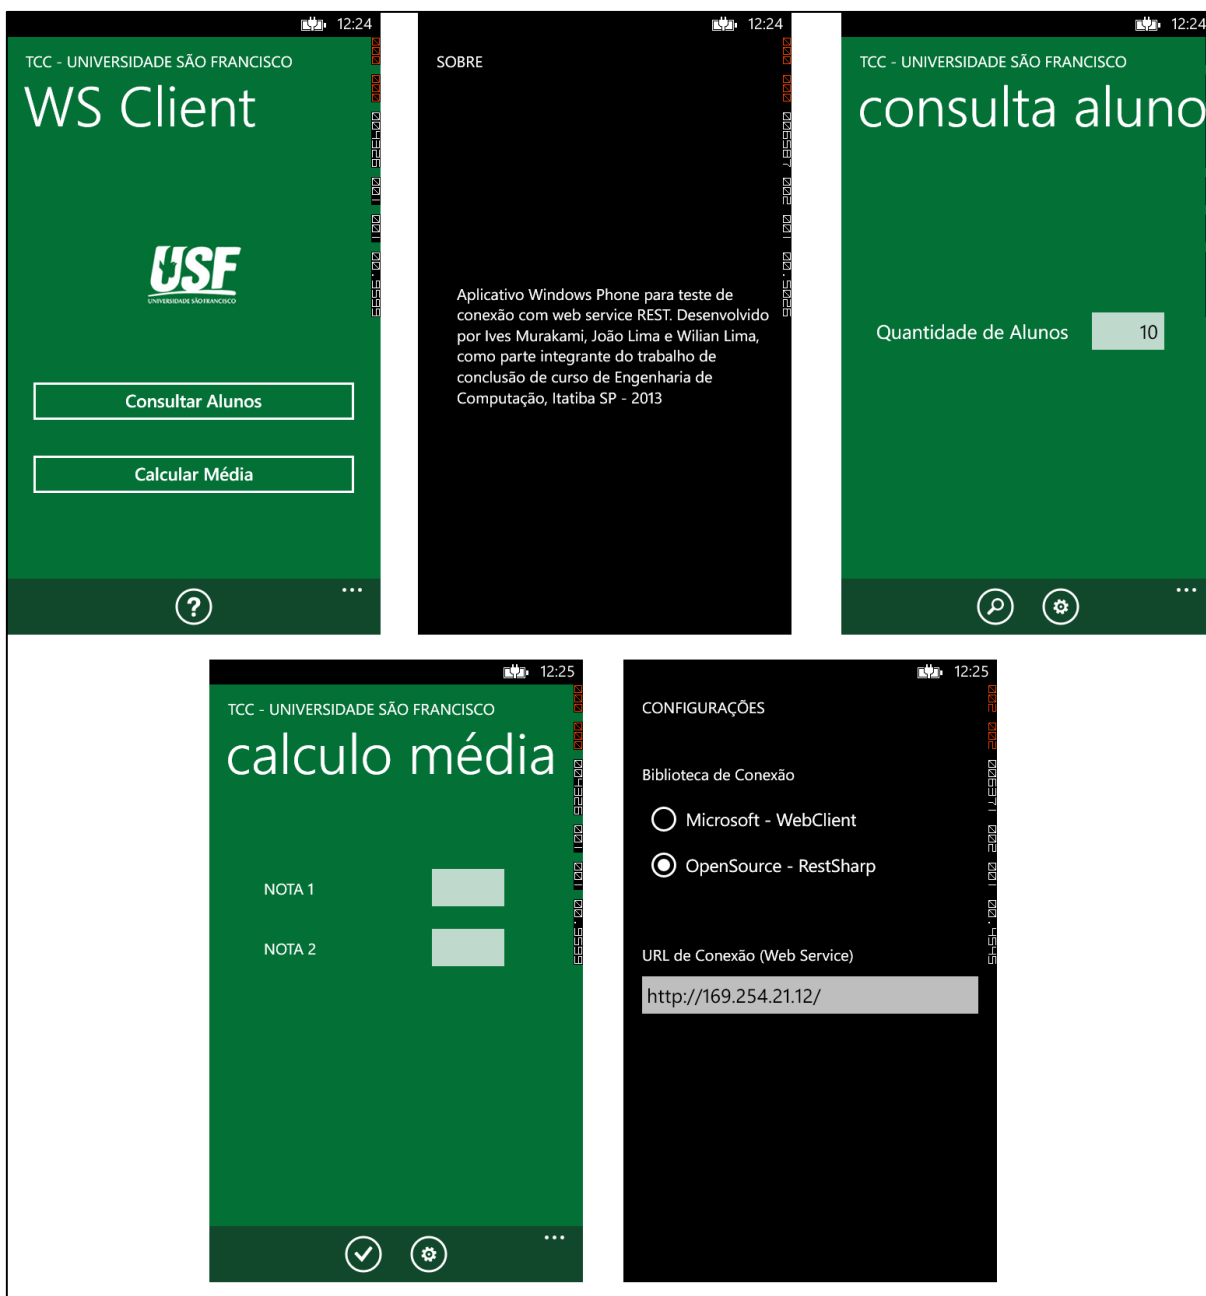 12:24
TCC - UNIVERSIDADE SÃO FRANCISCO
WS Client
USF
UNIVERSIDADE SÃO FRANCISCO
Consultar Alunos
Calcular Média
?
...
12:24
SOBRE
Aplicativo Windows Phone para teste de
conexão com web service REST. Desenvolvido
por Ives Murakami, João Lima e Wilian Lima,
como parte integrante do trabalho de
conclusão de curso de Engenharia de
Computação, Itatiba SP - 2013
12:24
TCC - UNIVERSIDADE SÃO FRANCISCO
consulta aluno
Quantidade de Alunos 10
...
12:25
TCC - UNIVERSIDADE SÃO FRANCISCO
calculo média
NOTA 1
NOTA 2
...
12:25
CONFIGURAÇÕES
Biblioteca de Conexão
Microsoft - WebClient
OpenSource - RestSharp
URL de Conexão (Web Service)
http://169.254.21.12/